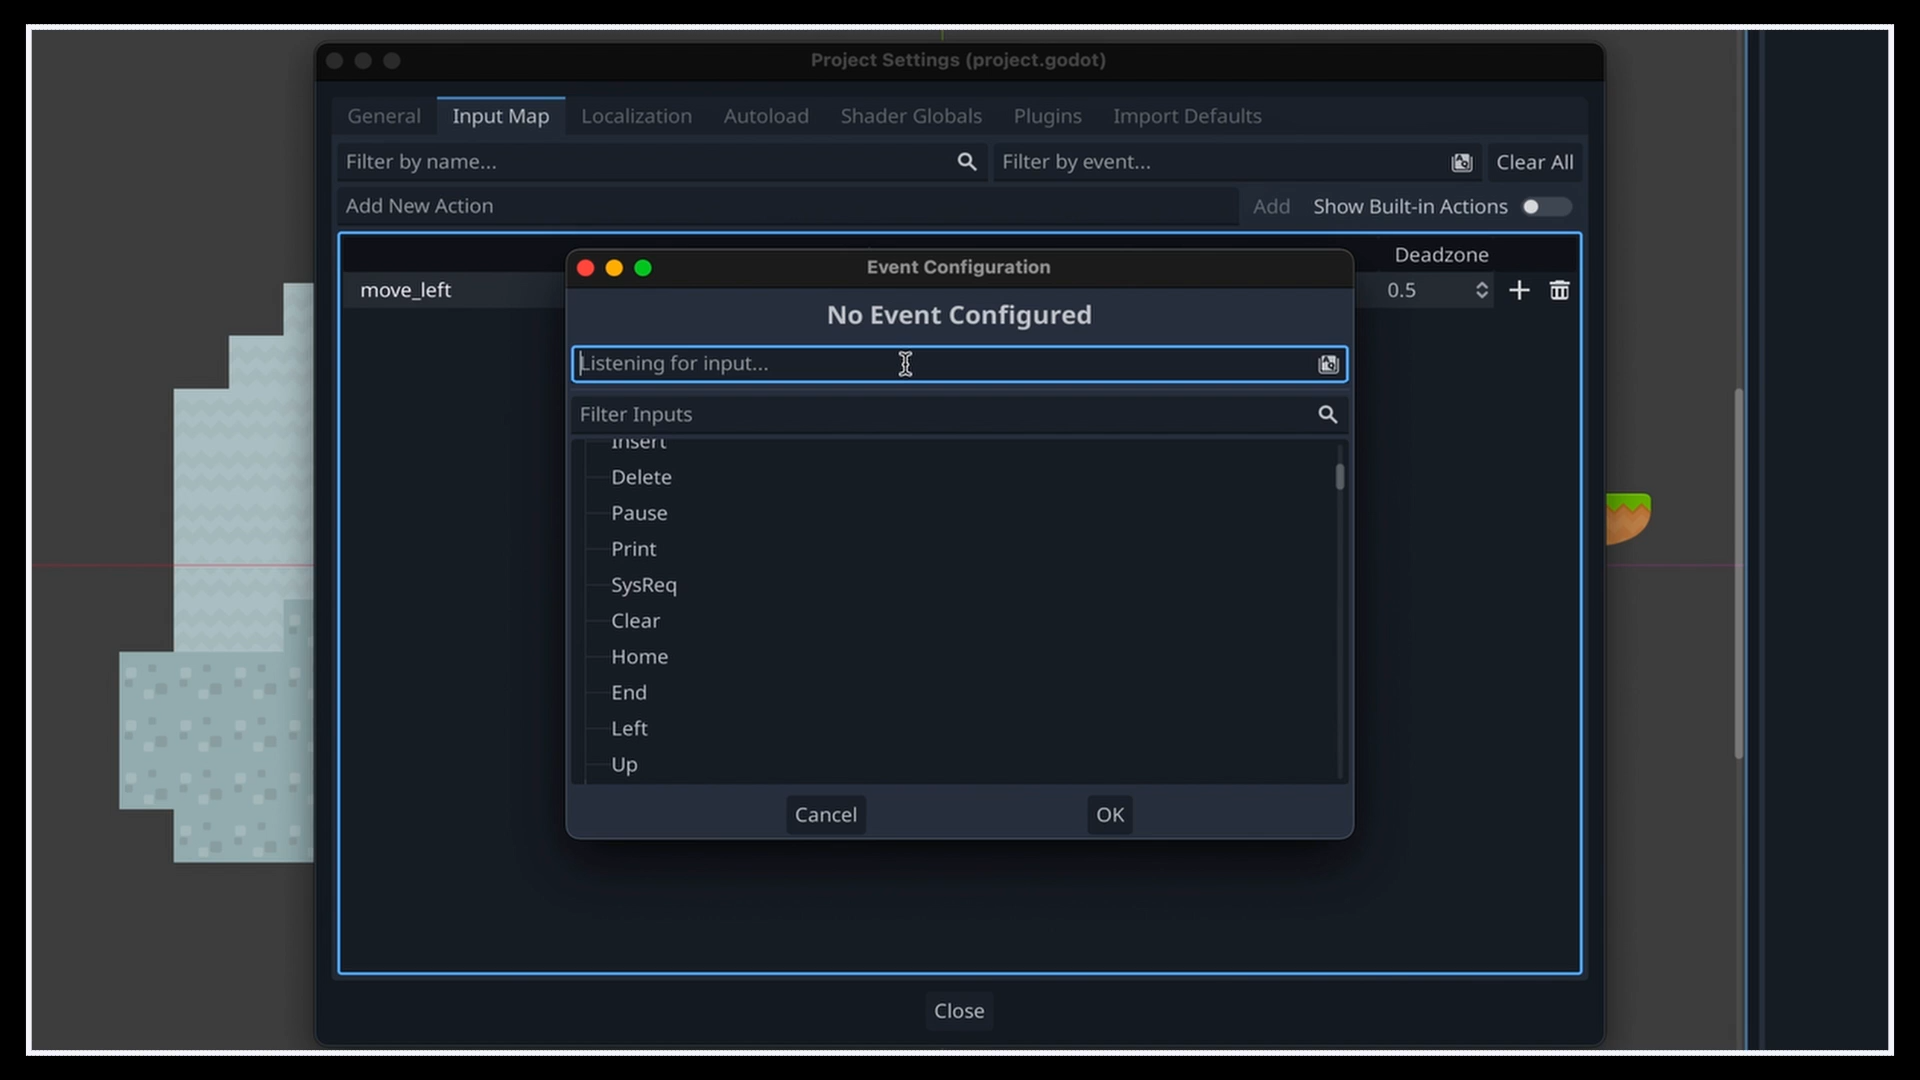 Project Settings (project.godot)
General Input Map Localization Autoload Shader Globals Plugins Import Defaults
Filter by name... Filter by event... Clear All
Add New Action Add Show Built-in Actions
Deadzone
move_left 0.5
Event Configuration
No Event Configured
Listening for input...
Filter Inputs
Insert
Delete
Pause
Print
SysReq
Clear
Home
End
Left
Up
Cancel OK
Close